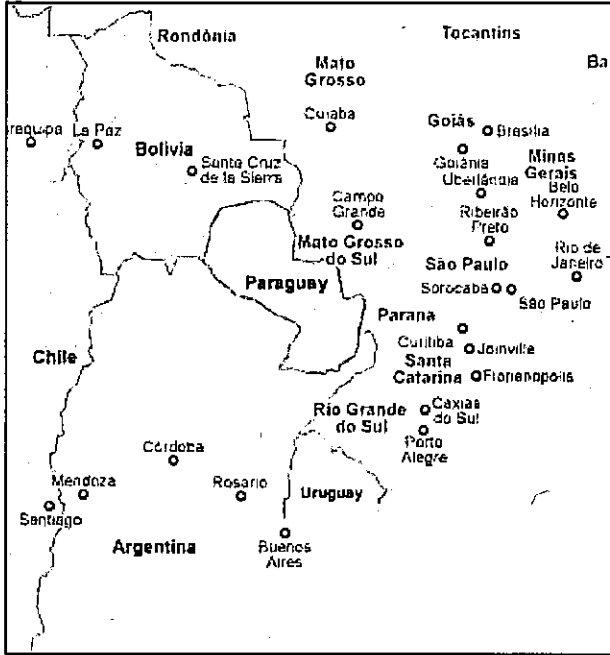 Rondônia
Tocantins
Mato
Grosso
Ba
Cuiaba
Goiás
Brasília
requipa
La Paz
Bolivia
Santa Cruz
de la Sierra
Goiânia
Minas
Gerais
Uberlândia
Belo
Horizonte
Campo
Grande
Ribeirão
Preto
Mato Grosso
do Sul
Rio de
Janeiro
São Paulo
Paraguay
Sorocaba
São Paulo
Parana
Chile
Curitiba
Joinville
Santa
Catarina
Florianopolis
Rio Grande
do Sul
Caxias
do Sul
Porto
Alegre
Córdoba
Mendoza
Rosario
Uruguay
Santiago
Argentina
Buenos
Aires